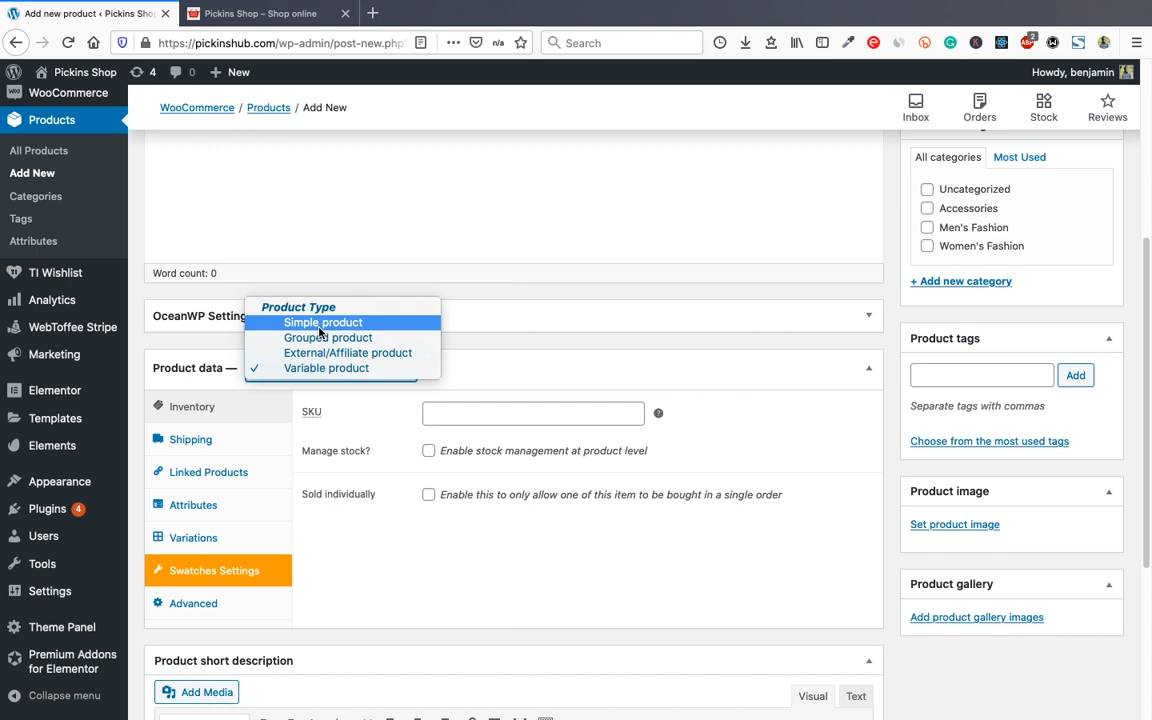 Add new product ‹ Pickins Shop
Pickins Shop – Shop online
https://pickinshub.com/wp-admin/post-new.php?
n/a
Search
2
Pickins Shop
4
0
New
Howdy, benjamin
WooCommerce
Products
All Products
Add New
Categories
Tags
Attributes
TI Wishlist
Analytics
WebToffee Stripe
Marketing
Elementor
Templates
Elements
Appearance
Plugins 4
Users
Tools
Settings
Theme Panel
Premium Addons
for Elementor
Collapse menu
WooCommerce / Products / Add New
Inbox
Orders
Stock
Reviews
Word count: 0
OceanWP Setting
Product Type
Simple product
Grouped product
External/Affiliate product
Variable product
Product data —
Inventory
Shipping
Linked Products
Attributes
Variations
Swatches Settings
Advanced
SKU
Manage stock?
Enable stock management at product level
Sold individually
Enable this to only allow one of this item to be bought in a single order
Product short description
Add Media
Visual
Text
All categories
Most Used
Uncategorized
Accessories
Men's Fashion
Women's Fashion
+ Add new category
Product tags
Add
Separate tags with commas
Choose from the most used tags
Product image
Set product image
Product gallery
Add product gallery images